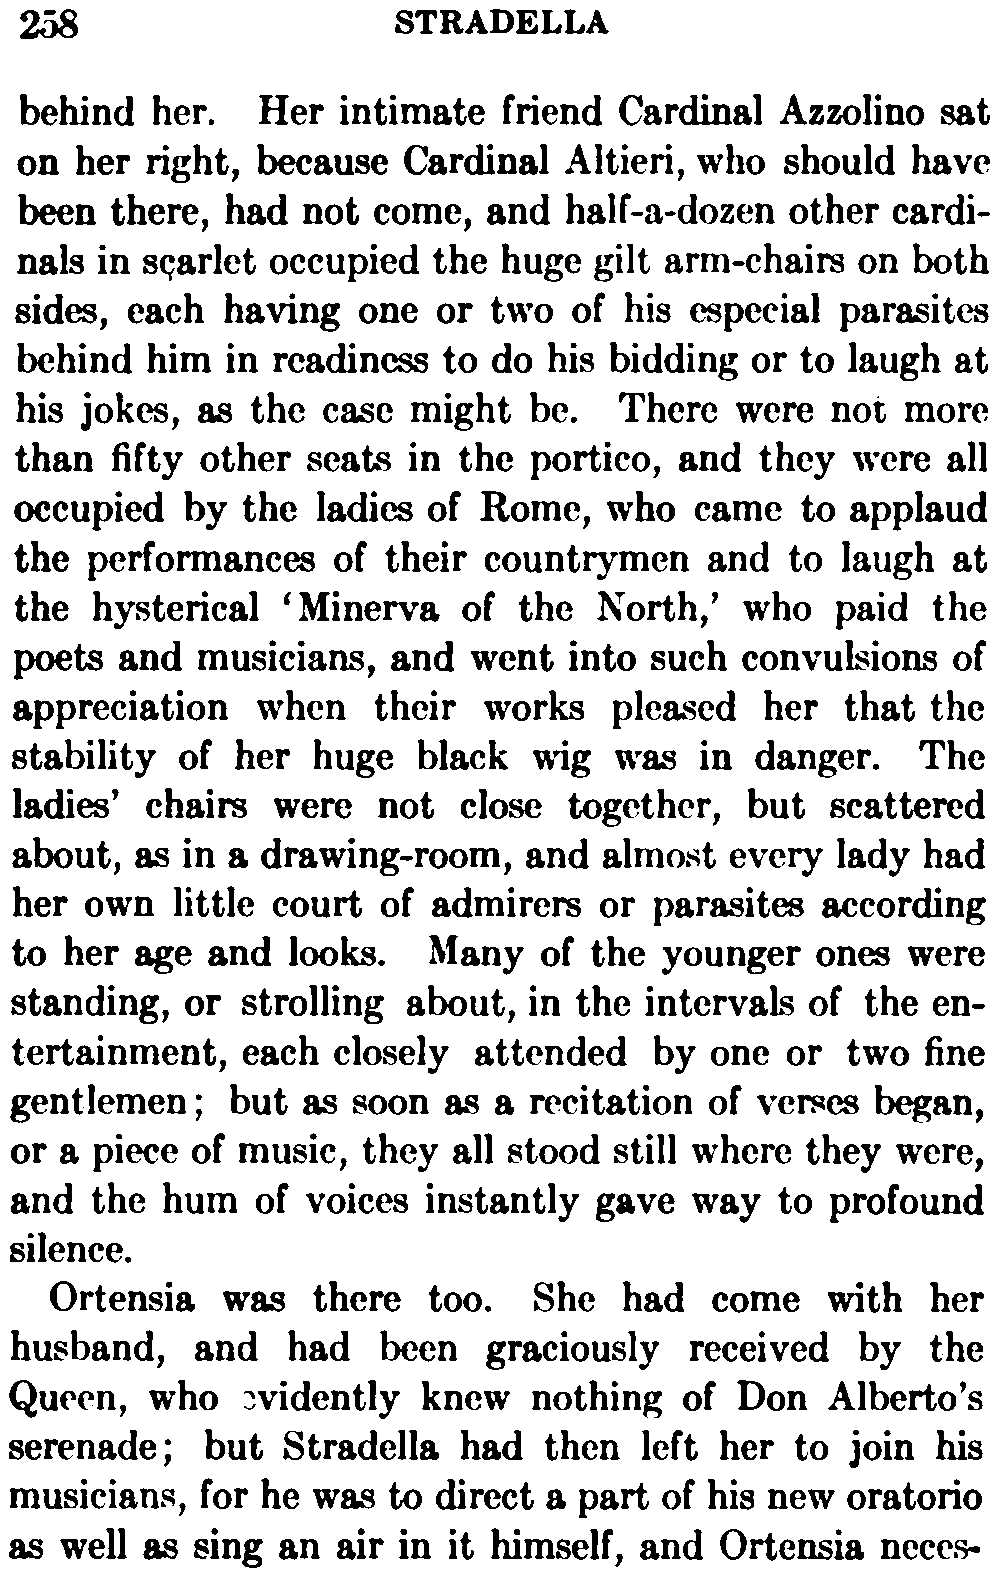 258 STRADELLA
behind her. Her intimate friend Cardinal Azzolino sat
on her right, because Cardinal Altieri, who should have
been there, had not come, and half-a-dozen other cardi-
nals in scarlet occupied the huge gilt arm-chairs on both
sides, each having one or two of his especial parasites
behind him in readiness to do his bidding or to laugh at
his jokes, as the case might be. There were not more
than fifty other seats in the portico, and they were all
occupied by the ladies of Rome, who came to applaud
the performances of their countrymen and to laugh at
the hysterical ‘Minerva of the North,’ who paid the
poets and musicians, and went into such convulsions of
appreciation when their works pleased her that the
stability of her huge black wig was in danger. The
ladies’ chairs were not close together, but scattered
about, as in a drawing-room, and almost every lady had
her own little court of admirers or parasites according
to her age and looks. Many of the younger ones were
standing, or strolling about, in the intervals of the en-
tertainment, each closely attended by one or two fine
gentlemen; but as soon as a recitation of verses began,
or a piece of music, they all stood still where they were,
and the hum of voices instantly gave way to profound
silence.
Ortensia was there too. She had come with her
husband, and had been graciously received by the
Queen, who evidently knew nothing of Don Alberto’s
serenade; but Stradella had then left her to join his
musicians, for he was to direct a part of his new oratorio
as well as sing an air in it himself, and Ortensia neces-